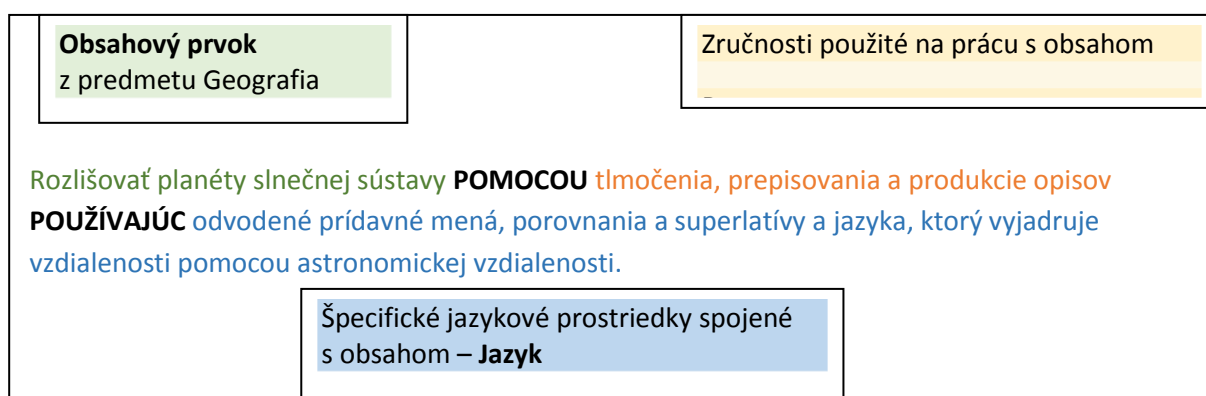 Obsahový prvok
z predmetu Geografia
Zručnosti použité na prácu s obsahom
Rozlišovať planéty slnečnej sústavy POMOCOU tlmočenia, prepisovania a produkcie opisov
POUŽÍVAJÚC odvodené prídavné mená, porovnania a superlatívy a jazyka, ktorý vyjadruje
vzdialenosti pomocou astronomickej vzdialenosti.
Špecifické jazykové prostriedky spojené
s obsahom – Jazyk